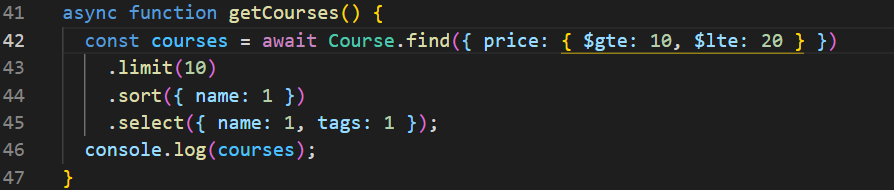 41 async function getCourses() {
42 const courses = await Course.find({ price: { $gte: 10, $lte: 20 } })
43 .limit(10)
44 .sort({ name: 1 })
45 .select({ name: 1, tags: 1 });
46 console.log(courses);
47 }